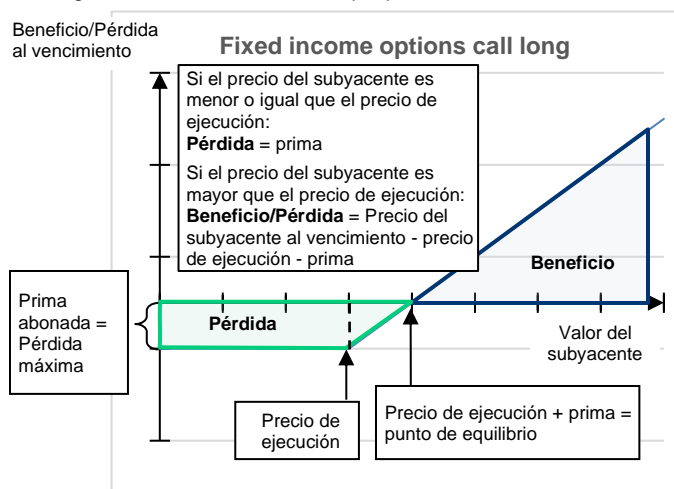 Beneficio/Pérdida
al vencimiento
Fixed income options call long
Si el precio del subyacente es
menor o igual que el precio de
ejecución:
Pérdida = prima
Si el precio del subyacente es
mayor que el precio de ejecución:
Beneficio/Pérdida = Precio del
subyacente al vencimiento - precio
de ejecución - prima
Beneficio
Prima
abonada =
Pérdida
máxima
Pérdida
Valor del
subyacente
Precio de
ejecución
Precio de ejecución + prima =
punto de equilibrio